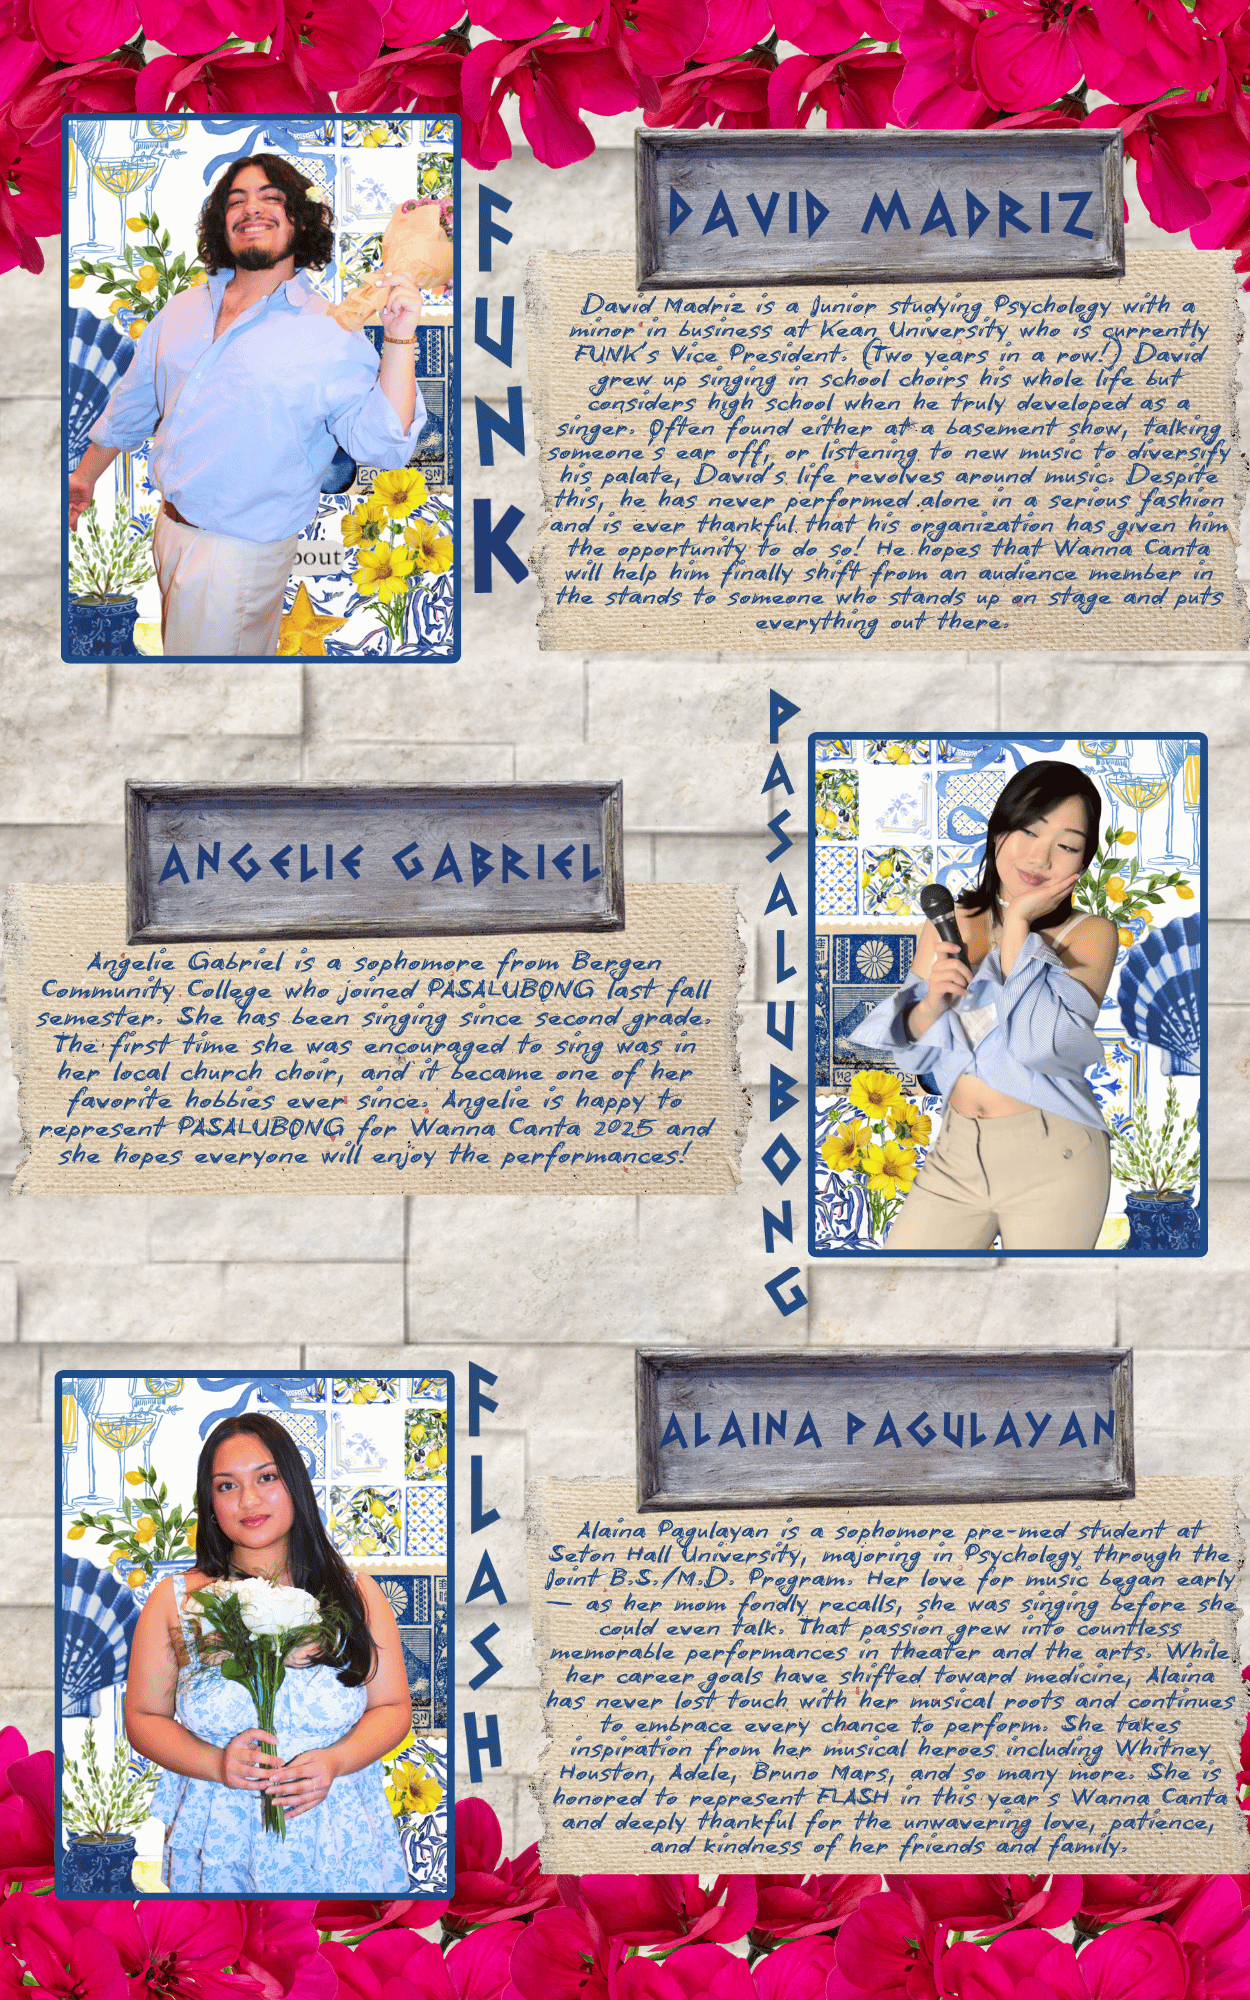 FUNK
DAVID MADRIZ
David Madriz is a Junior studying Psychology with a
minor in business at Kean University who is currently
FUNK's Vice President. (Two years in a row!) David
grew up singing in school choirs his whole life but
considers high school when he truly developed as a
singer. Often found either at a basement show, talking
someone's ear off, or listening to new music to diversify
his palate, David's life revolves around music. Despite
this, he has never performed alone in a serious fashion
and is ever thankful that his organization has given him
the opportunity to do so! He hopes that Wanna Canta
will help him finally shift from an audience member in
the stands to someone who stands up on stage and puts
everything out there.
bout
PASALUBONG
ANGELIE GABRIEL
Angelie Gabriel is a sophomore from Bergen
Community College who joined PASALUBONG last fall
semester. She has been singing since second grade.
The first time she was encouraged to sing was in
her local church choir, and it became one of her
favorite hobbies ever since. Angelie is happy to
represent PASALUBONG for Wanna Canta 2025 and
she hopes everyone will enjoy the performances!
FLASH
ALAINA PAGULAYAN
Alaina Pagulayan is a sophomore pre-med student at
Seton Hall University, majoring in Psychology through the
Joint B.S./M.D. Program. Her love for music began early
— as her mom fondly recalls, she was singing before she
could even talk. That passion grew into countless
memorable performances in theater and the arts. While
her career goals have shifted toward medicine, Alaina
has never lost touch with her musical roots and continues
to embrace every chance to perform. She takes
inspiration from her musical heroes including Whitney
Houston, Adele, Bruno Mars, and so many more. She is
honored to represent FLASH in this year's Wanna Canta
and deeply thankful for the unwavering love, patience,
and kindness of her friends and family.